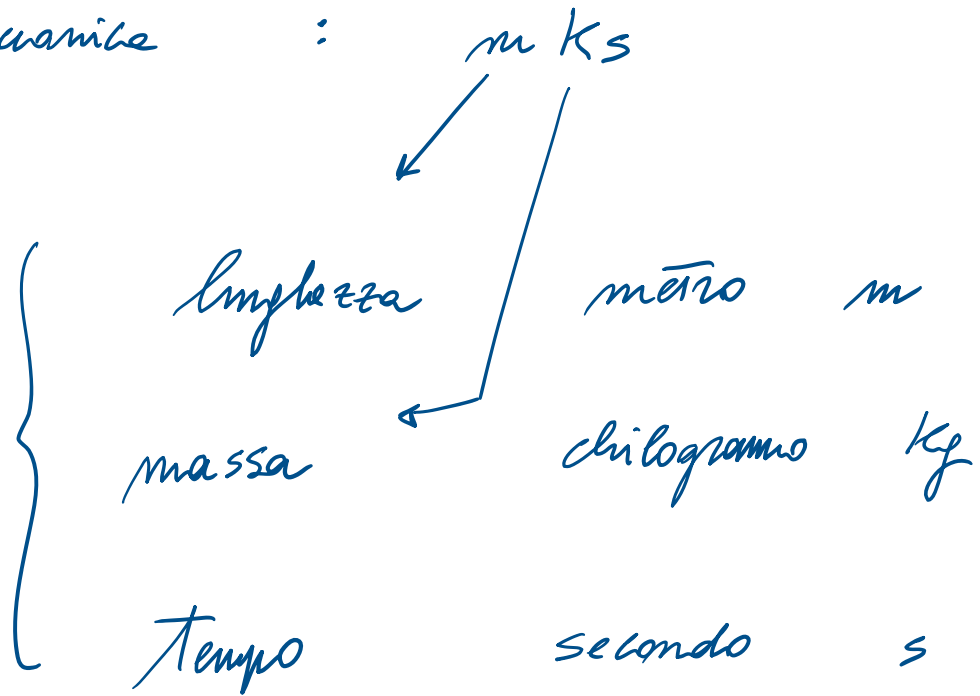 : m Ks
lunghezza metro m
massa chilogrammo Kg
Tempo secondo s